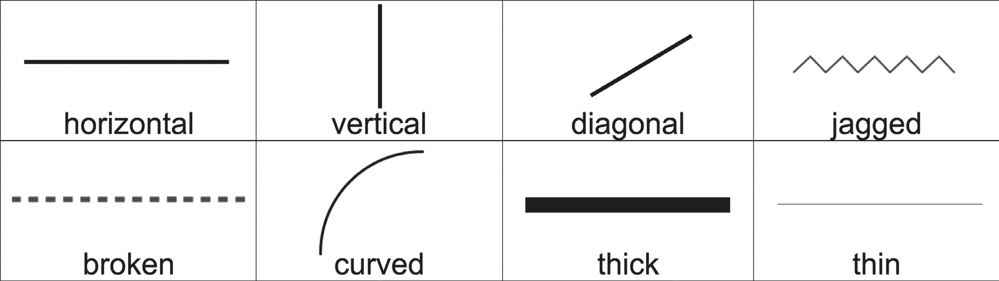 horizontal
vertical
diagonal
jagged
broken
curved
thick
thin